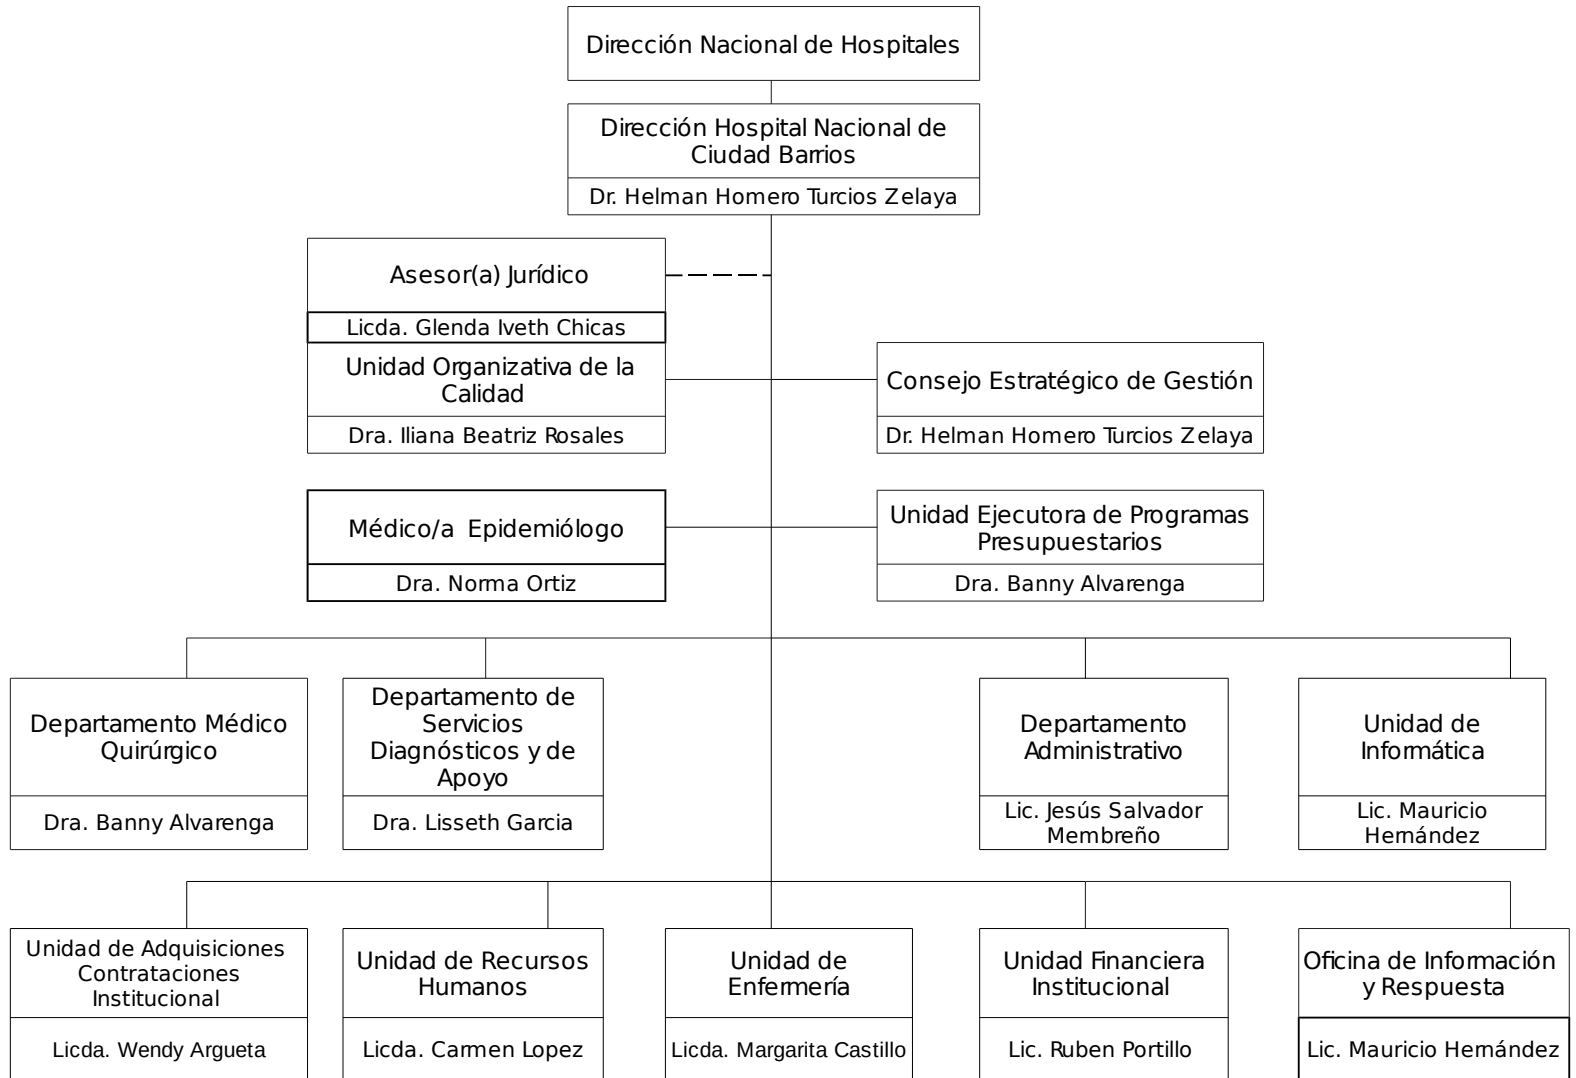 Dirección Nacional de Hospitales
Dirección Hospital Nacional de
Ciudad Barrios
Dr. Helman Homero Turcios Zelaya
Asesor(a) Jurídico
Licda. Glenda Iveth Chicas
Unidad Organizativa de la
Calidad
Dra. Iliana Beatriz Rosales
Consejo Estratégico de Gestión
Dr. Helman Homero Turcios Zelaya
Médico/a Epidemiólogo
Dra. Norma Ortiz
Unidad Ejecutora de Programas
Presupuestarios
Dra. Banny Alvarenga
Departamento Médico
Quirúrgico
Dra. Banny Alvarenga
Departamento de
Servicios
Diagnósticos y de
Apoyo
Dra. Lisseth Garcia
Departamento
Administrativo
Lic. Jesús Salvador
Membreño
Unidad de
Informática
Lic. Mauricio
Hernández
Unidad de Adquisiciones
Contrataciones
Institucional
Licda. Wendy Argueta
Unidad de Recursos
Humanos
Licda. Carmen Lopez
Unidad de
Enfermería
Licda. Margarita Castillo
Unidad Financiera
Institucional
Lic. Ruben Portillo
Oficina de Información
y Respuesta
Lic. Mauricio Hernández